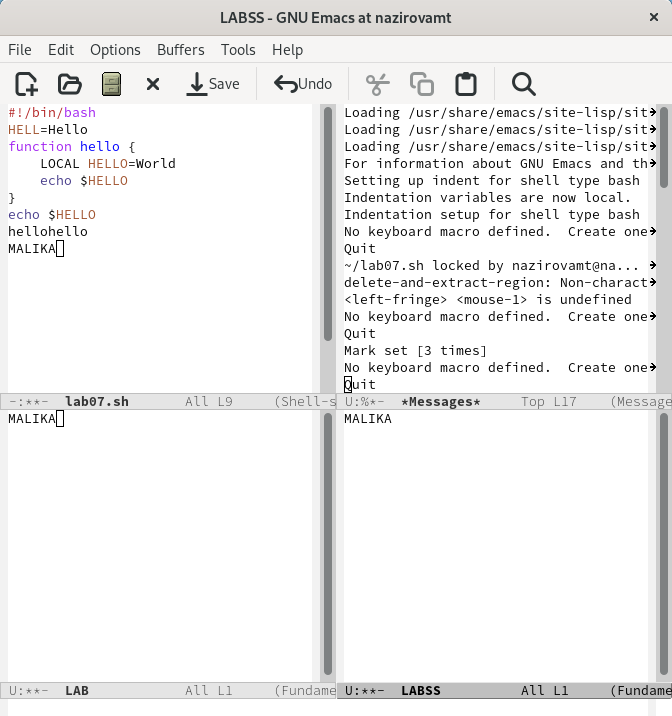 LABSS - GNU Emacs at nazirovamt
File Edit Options Buffers Tools Help
Save Undo
#!/bin/bash
HELL=Hello
function hello {
    LOCAL HELLO=World
    echo $HELLO
}
echo $HELLO
hellohello
MALIKA
-:**-  lab07.sh       All L9     (Shell-s
Loading /usr/share/emacs/site-lisp/sit
Loading /usr/share/emacs/site-lisp/sit
Loading /usr/share/emacs/site-lisp/sit
For information about GNU Emacs and th
Setting up indent for shell type bash
Indentation variables are now local.
Indentation setup for shell type bash
No keyboard macro defined.  Create one
Quit
~/lab07.sh locked by nazirovamt@na...
delete-and-extract-region: Non-charact
<left-fringe> <mouse-1> is undefined
No keyboard macro defined.  Create one
Quit
Mark set [3 times]
No keyboard macro defined.  Create one
Quit
U:%*-  *Messages*     Top L17    (Message
MALIKA
U:**-  LAB            All L1     (Fundame
MALIKA
U:**-  LABSS          All L1     (Fundame